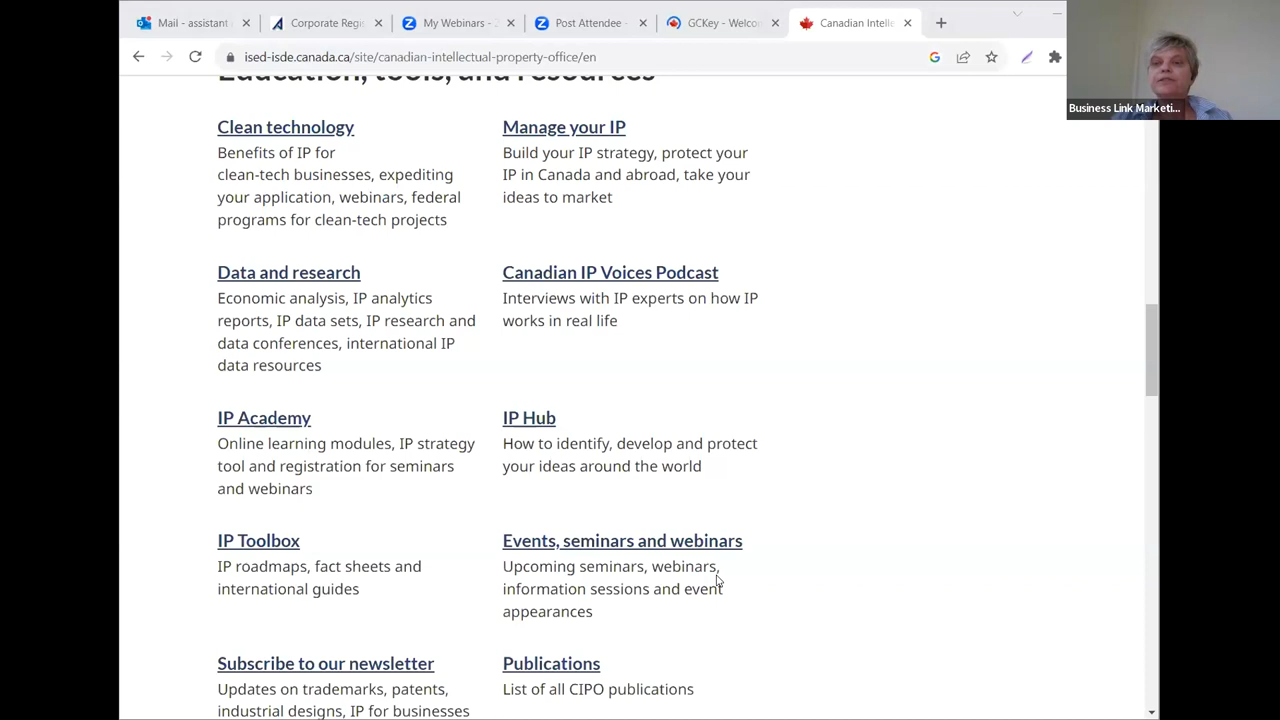 Mail - assistant
Corporate Regi
My Webinars - Z
Post Attendee -
GCKey - Welcom
Canadian Intelle
ised-isde.canada.ca/site/canadian-intellectual-property-office/en
Business Link Marketi...
Education, tools, and resources
Clean technology
Benefits of IP for
clean-tech businesses, expediting
your application, webinars, federal
programs for clean-tech projects
Manage your IP
Build your IP strategy, protect your
IP in Canada and abroad, take your
ideas to market
Data and research
Economic analysis, IP analytics
reports, IP data sets, IP research and
data conferences, international IP
data resources
Canadian IP Voices Podcast
Interviews with IP experts on how IP
works in real life
IP Academy
Online learning modules, IP strategy
tool and registration for seminars
and webinars
IP Hub
How to identify, develop and protect
your ideas around the world
IP Toolbox
IP roadmaps, fact sheets and
international guides
Events, seminars and webinars
Upcoming seminars, webinars,
information sessions and event
appearances
Subscribe to our newsletter
Updates on trademarks, patents,
industrial designs, IP for businesses
Publications
List of all CIPO publications